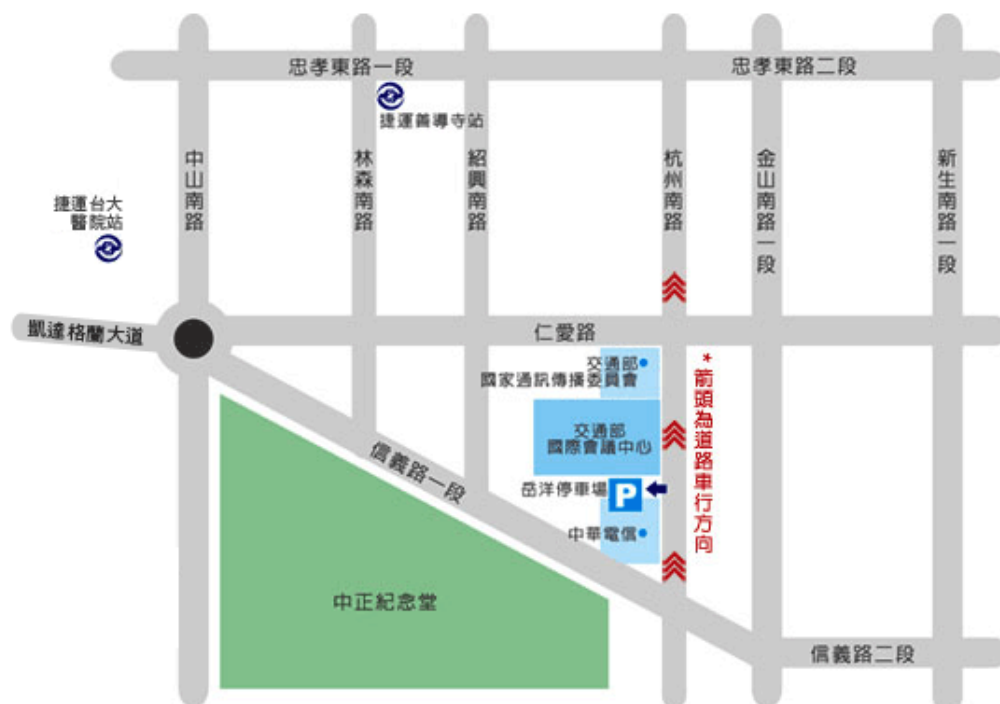 忠孝東路一段
忠孝東路二段
捷運善導寺站
中山南路
林森南路
紹興南路
杭州南路
金山南路一段
新生南路一段
捷運台大
醫院站
凱達格蘭大道
仁愛路
交通部
國家通訊傳播委員會
交通部
國際會議中心
*箭頭為道路車行方向
信義路一段
岳洋停車場
P
中華電信
中正紀念堂
信義路二段